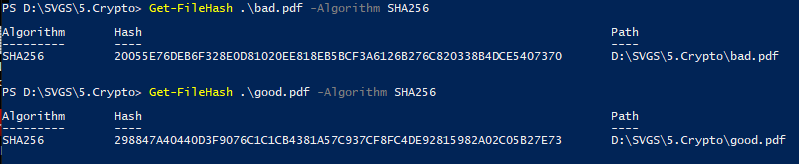 PS D:\SVGS\5.Crypto> Get-FileHash .\bad.pdf -Algorithm SHA256
Algorithm Hash Path
--------- ---- ----
SHA256 20055E76DEB6F328E0D81020EE818EB5BCF3A6126B276C820338B4DCE5407370 D:\SVGS\5.Crypto\bad.pdf
PS D:\SVGS\5.Crypto> Get-FileHash .\good.pdf -Algorithm SHA256
Algorithm Hash Path
--------- ---- ----
SHA256 298847A40440D3F9076C1C1CB4381A57C937CF8FC4DE92815982A02C05B27E73 D:\SVGS\5.Crypto\good.pdf